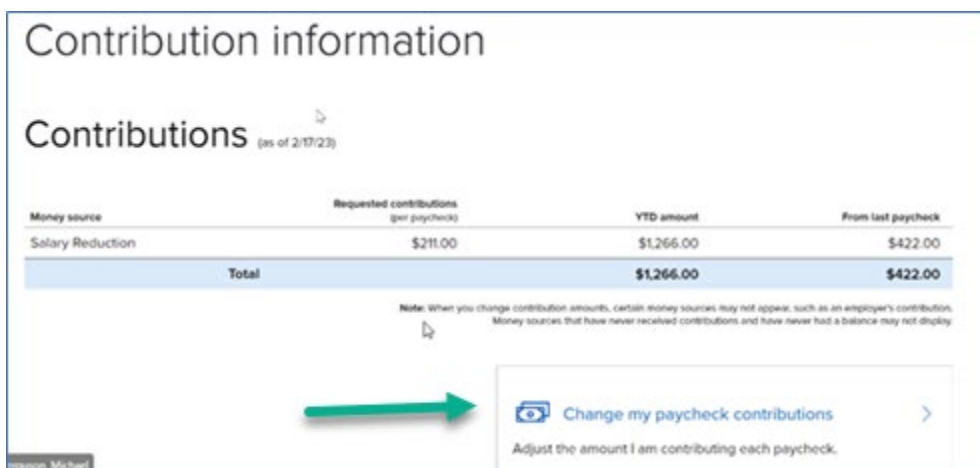 Contribution information
Contributions (as of 2/17/23)
Requested contributions
Money source (per paycheck) YTD amount From last paycheck
Salary Reduction $211.00 $1,266.00 $422.00
Total $1,266.00 $422.00
Note: When you change contribution amounts, certain money sources may not appear, such as an employer's contribution.
Money sources that have never received contributions and have never had a balance may not display.
Change my paycheck contributions
Adjust the amount I am contributing each paycheck.
Michael